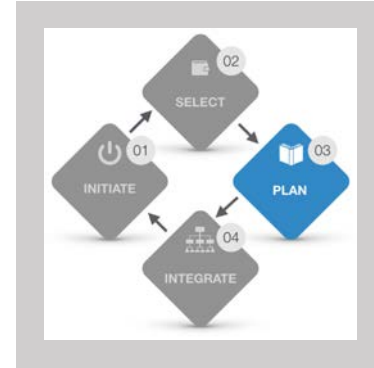 02
SELECT
01
INITIATE
03
PLAN
04
INTEGRATE